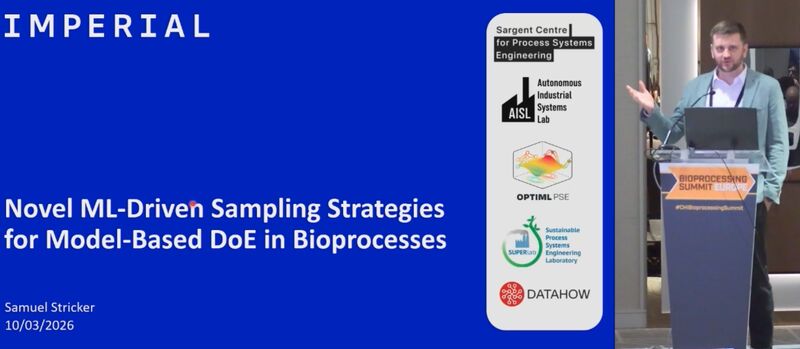 IMPERIAL
Novel ML-Driven Sampling Strategies
for Model-Based DoE in Bioprocesses
Samuel Stricker
10/03/2026
Sargent Centre
for Process Systems
Engineering
AISL
Autonomous
Industrial
Systems
Lab
OPTIML PSE
SUPERlab
Sustainable
Process
Systems
Engineering
Laboratory
DATAHOW
BIOPROCESSING
SUMMIT EUROPE
#CHIBioprocessingSummit